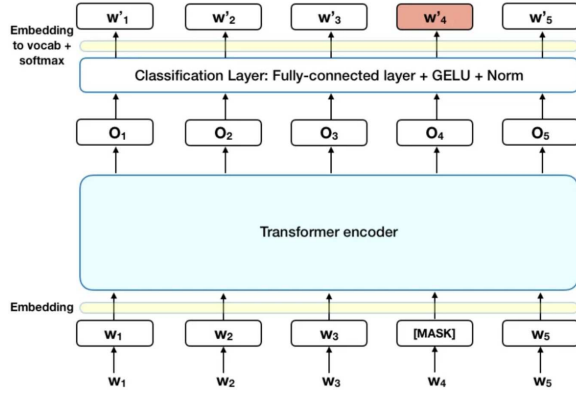 w'₁ w'₂ w'₃ w'₄ w'₅
Embedding
to vocab +
softmax
Classification Layer: Fully-connected layer + GELU + Norm
O₁ O₂ O₃ O₄ O₅
Transformer encoder
Embedding
w₁ w₂ w₃ [MASK] w₅
w₁ w₂ w₃ w₄ w₅